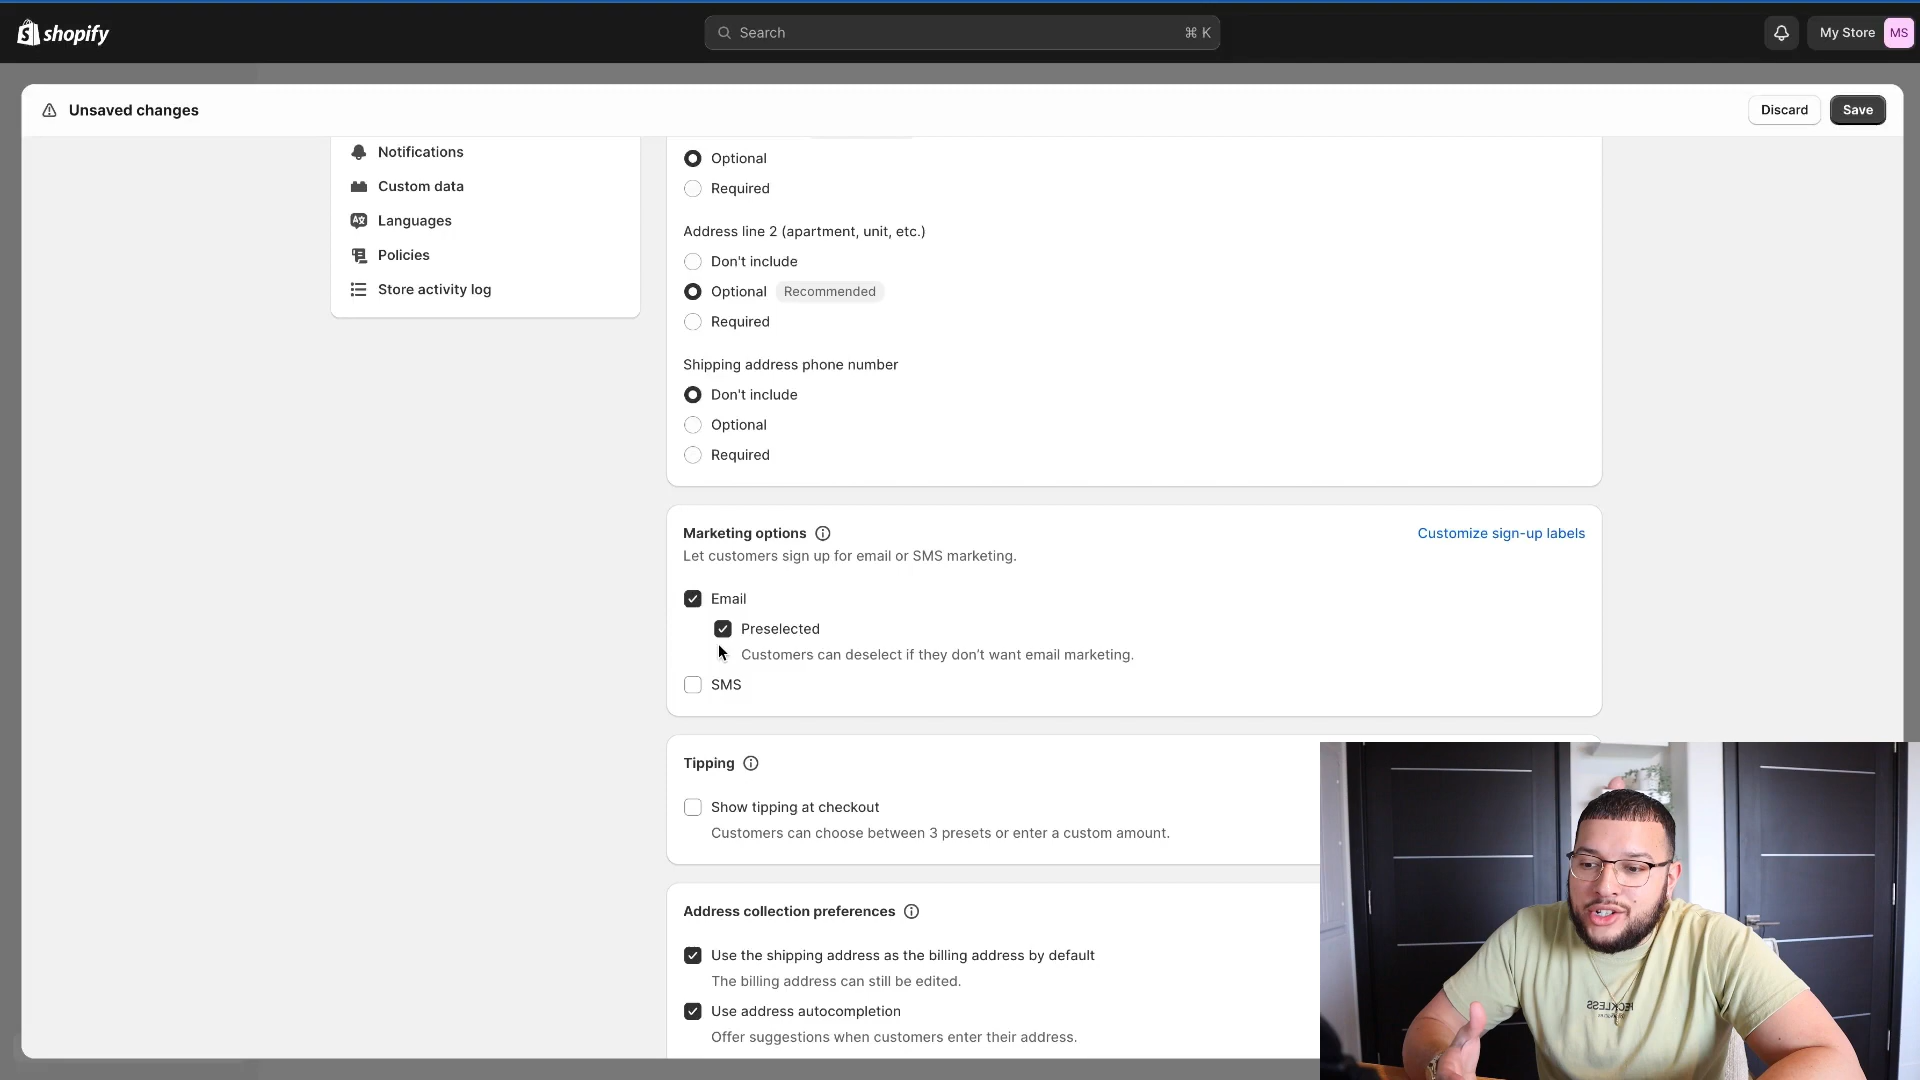 shopify
Search
⌘ K
My Store
MS
Unsaved changes
Discard
Save
Notifications
Custom data
Languages
Policies
Store activity log
Optional
Required
Address line 2 (apartment, unit, etc.)
Don't include
Optional
Recommended
Required
Shipping address phone number
Don't include
Optional
Required
Marketing options
Customize sign-up labels
Let customers sign up for email or SMS marketing.
Email
Preselected
Customers can deselect if they don’t want email marketing.
SMS
Tipping
Show tipping at checkout
Customers can choose between 3 presets or enter a custom amount.
Address collection preferences
Use the shipping address as the billing address by default
The billing address can still be edited.
Use address autocompletion
Offer suggestions when customers enter their address.
RECKLESS